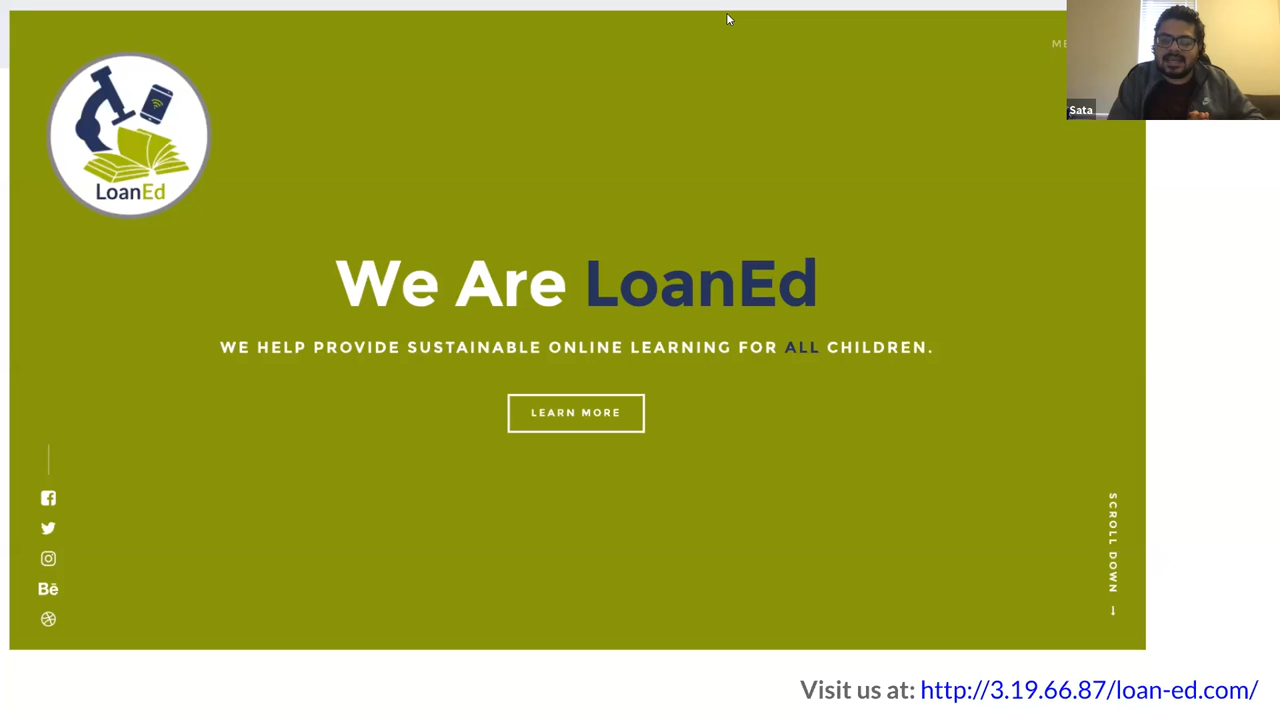 ME
Sata
LoanEd
We Are LoanEd
WE HELP PROVIDE SUSTAINABLE ONLINE LEARNING FOR ALL CHILDREN.
LEARN MORE
Bē
SCROLL DOWN →
Visit us at: http://3.19.66.87/loan-ed.com/